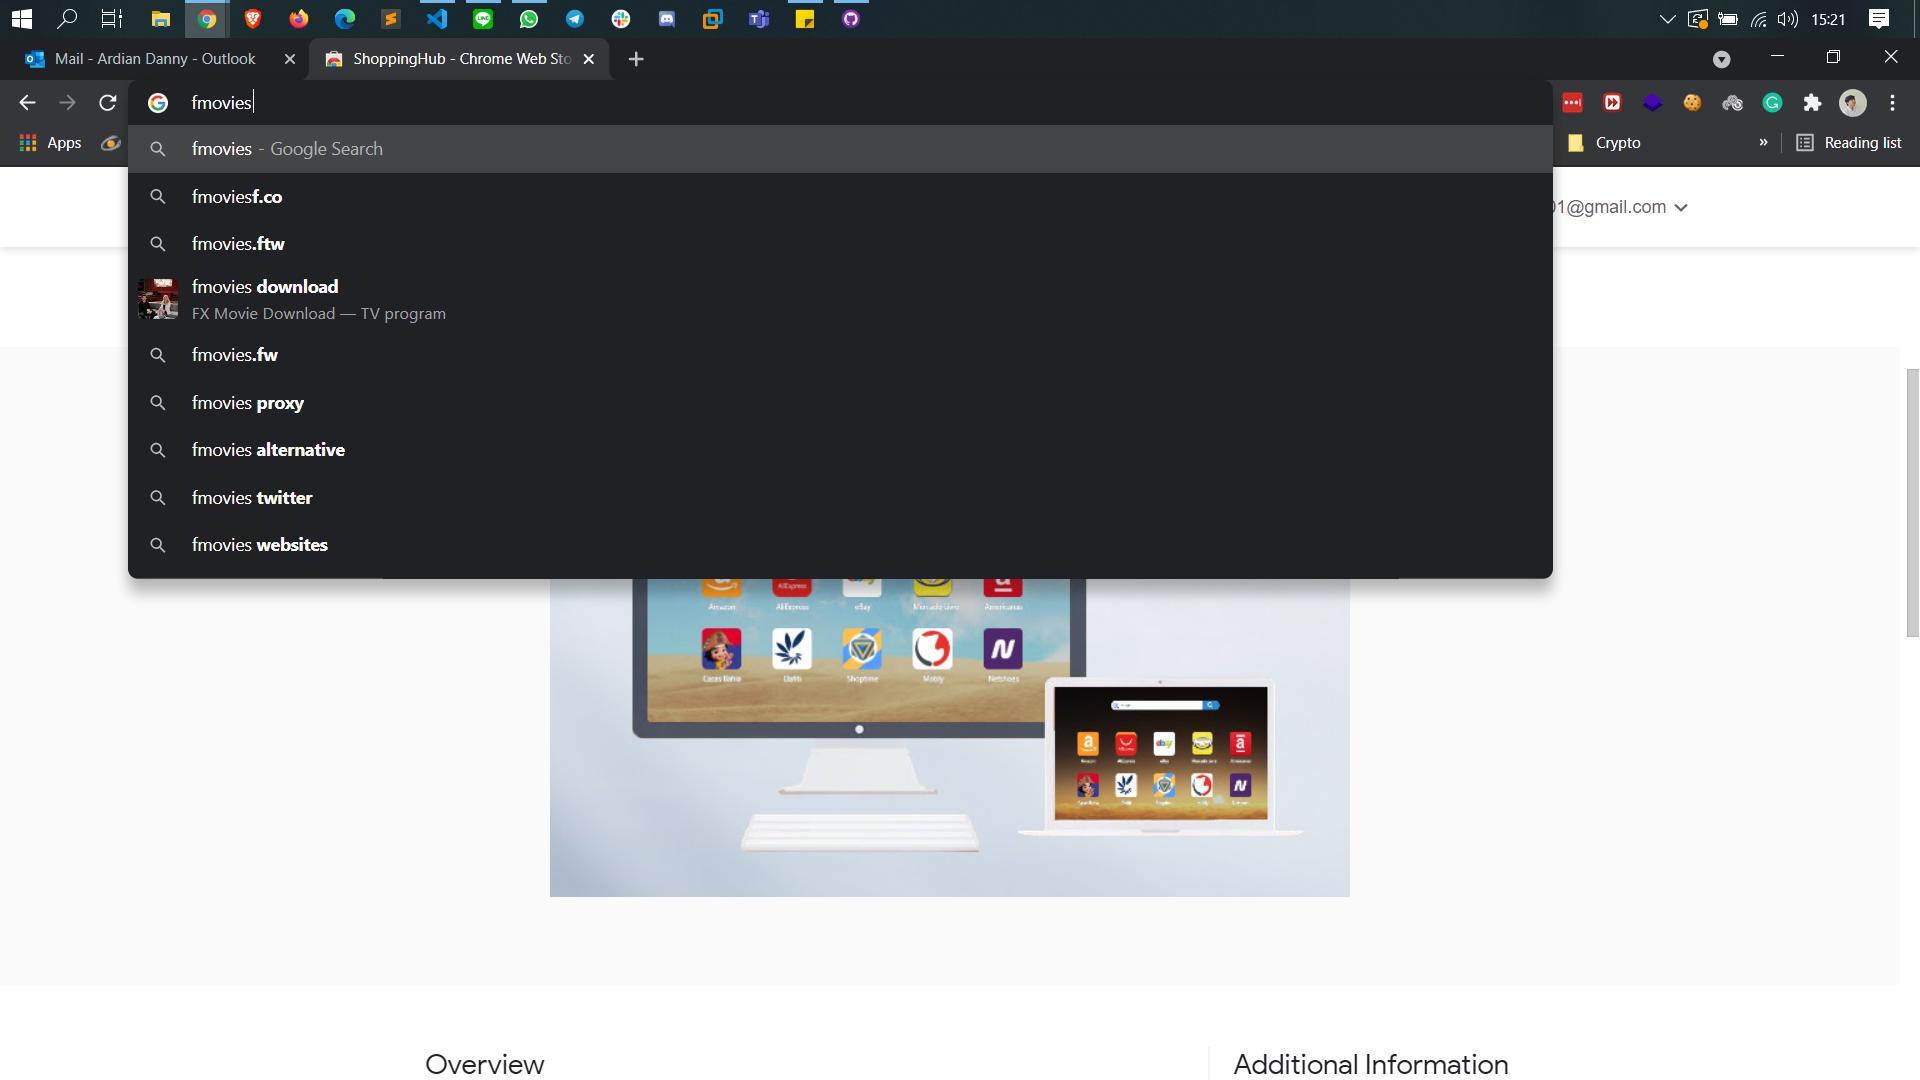 15:21
Mail - Ardian Danny - Outlook
ShoppingHub - Chrome Web Sto
fmovies
Apps
Crypto
»
Reading list
fmovies - Google Search
fmoviesf.co
01@gmail.com
fmovies.ftw
fmovies download
FX Movie Download — TV program
fmovies.fw
fmovies proxy
fmovies alternative
fmovies twitter
fmovies websites
Amazon AliExpress eBay Mercado Livre Americanas
Casas Bahia Dafiti Shoptime Mobly Netshoes
Overview
Additional Information